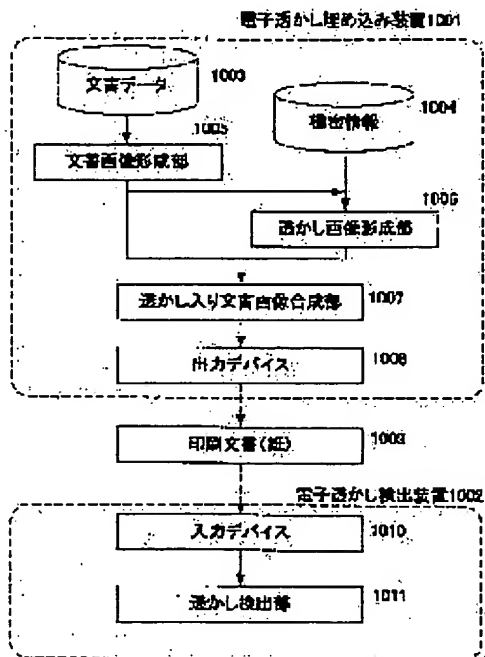 電子透かし埋め込み装置1001
文書データ
1003
機密情報
1004
1005
文書画像形成部
1006
透かし画像形成部
透かし入り文書画像合成部
1007
出力デバイス
1008
印刷文書(紙)
1009
電子透かし検出装置1002
入力デバイス
1010
透かし検出部
1011